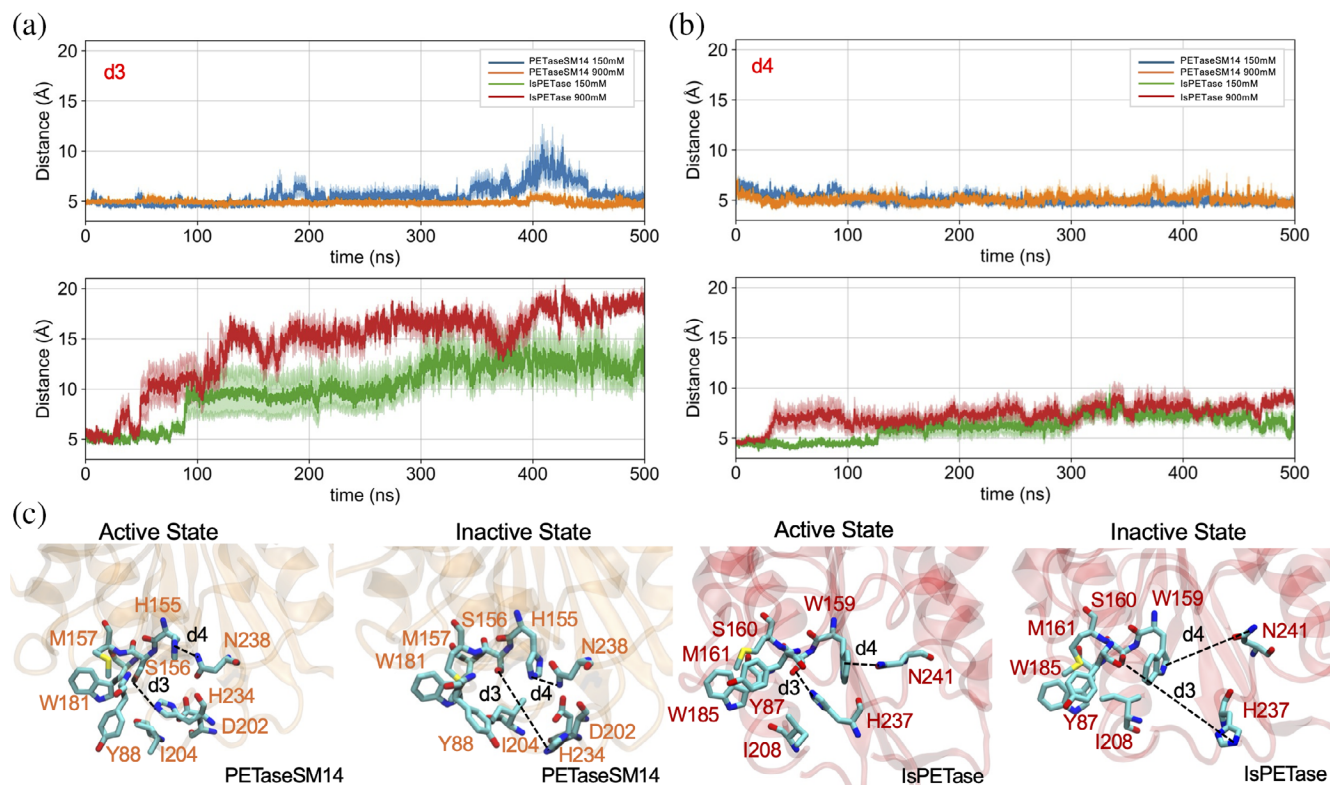 (a)
20
15
10
5
Distance (Å)
d3
PETaseSM14 150mM
PETaseSM14 900mM
IsPETase 150mM
IsPETase 900mM
0 100 200 300 400 500
time (ns)
20
15
10
5
Distance (Å)
0 100 200 300 400 500
time (ns)
(b)
20
15
10
5
Distance (Å)
d4
PETaseSM14 150mM
PETaseSM14 900mM
IsPETase 150mM
IsPETase 900mM
0 100 200 300 400 500
time (ns)
20
15
10
5
Distance (Å)
0 100 200 300 400 500
time (ns)
(c)
Active State
H155
M157
d4
N238
S156
W181
d3
H234
D202
Y88
I204
PETaseSM14
Inactive State
S156
H155
M157
N238
W181
d3
d4
D202
Y88
I204
H234
PETaseSM14
Active State
W159
S160
d4
M161
d3
N241
W185
Y87
H237
I208
IsPETase
Inactive State
W159
S160
M161
d4
N241
W185
d3
H237
Y87
I208
IsPETase